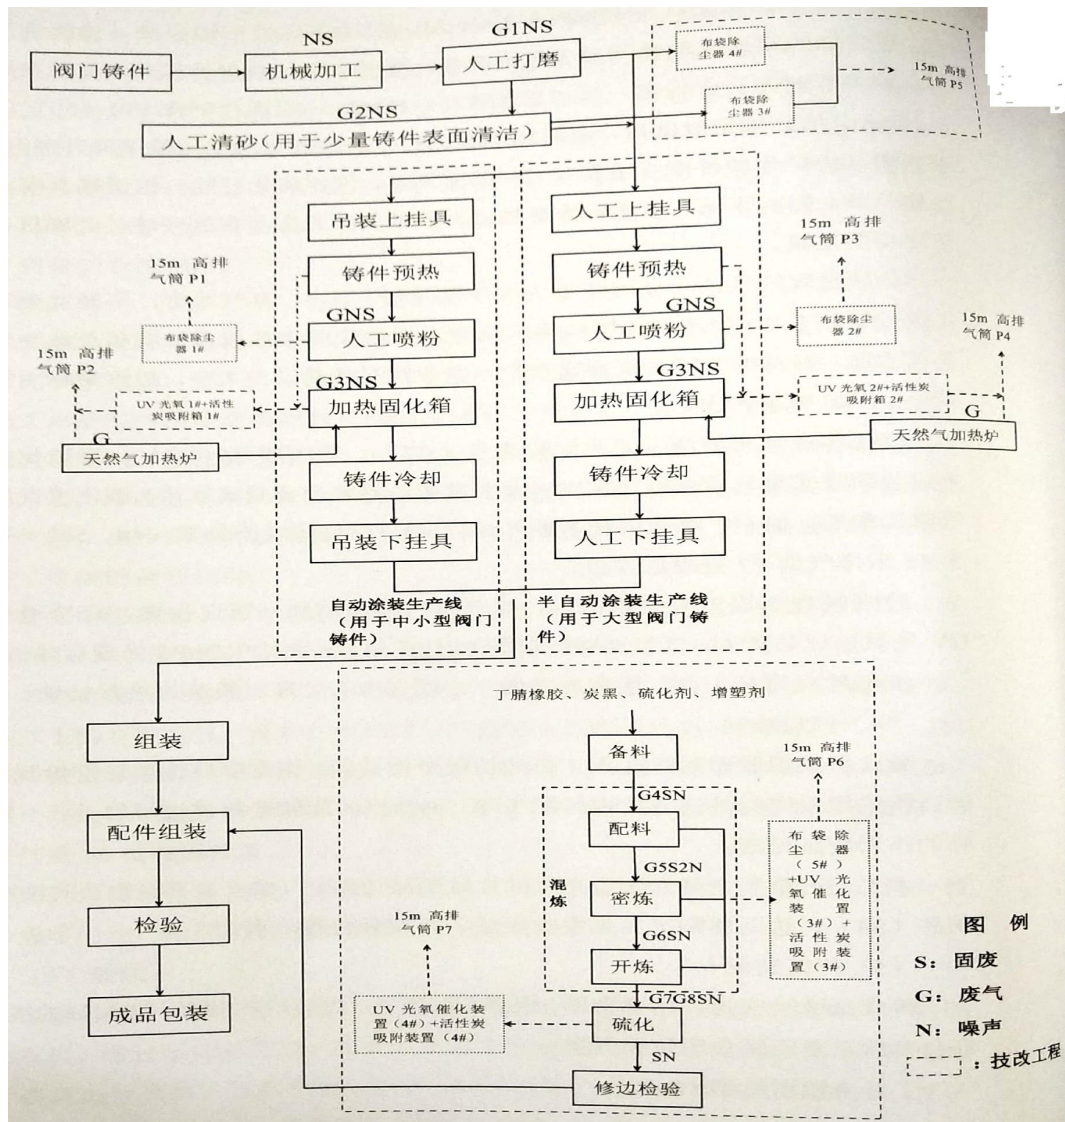 阀门铸件
NS
机械加工
G1NS
人工打磨
布袋除
尘器 4#
15m 高排
气筒 P5
布袋除
尘器 3#
G2NS
人工清砂(用于少量铸件表面清洁)
吊装上挂具
铸件预热
GNS
人工喷粉
G3NS
加热固化箱
铸件冷却
吊装下挂具
自动涂装生产线
(用于中小型阀门
铸件)
15m 高排
气筒 P1
布袋除尘
器 1#
15m 高排
气筒 P2
UV 光氧 1#+活性
炭吸附箱 1#
G
天然气加热炉
人工上挂具
铸件预热
GNS
人工喷粉
G3NS
加热固化箱
铸件冷却
人工下挂具
半自动涂装生产线
(用于大型阀门铸
件)
15m 高排
气筒 P3
布袋除尘
器 2#
15m 高排
气筒 P4
UV 光氧 2#+活性炭
吸附箱 2#
G
天然气加热炉
组装
配件组装
检验
成品包装
丁腈橡胶、炭黑、硫化剂、增塑剂
备料
G4SN
配料
G5S2N
混
炼
密炼
G6SN
开炼
G7G8SN
硫化
SN
修边检验
15m 高排
气筒 P6
布袋除
尘器
(5#)
+UV 光
氧催化
装置
(3#)+
活性炭
吸附装
置(3#)
15m 高排
气筒 P7
UV 光氧催化装
置(4#)+活性炭
吸附装置(4#)
图 例
S：固废
G：废气
N：噪声
：技改工程